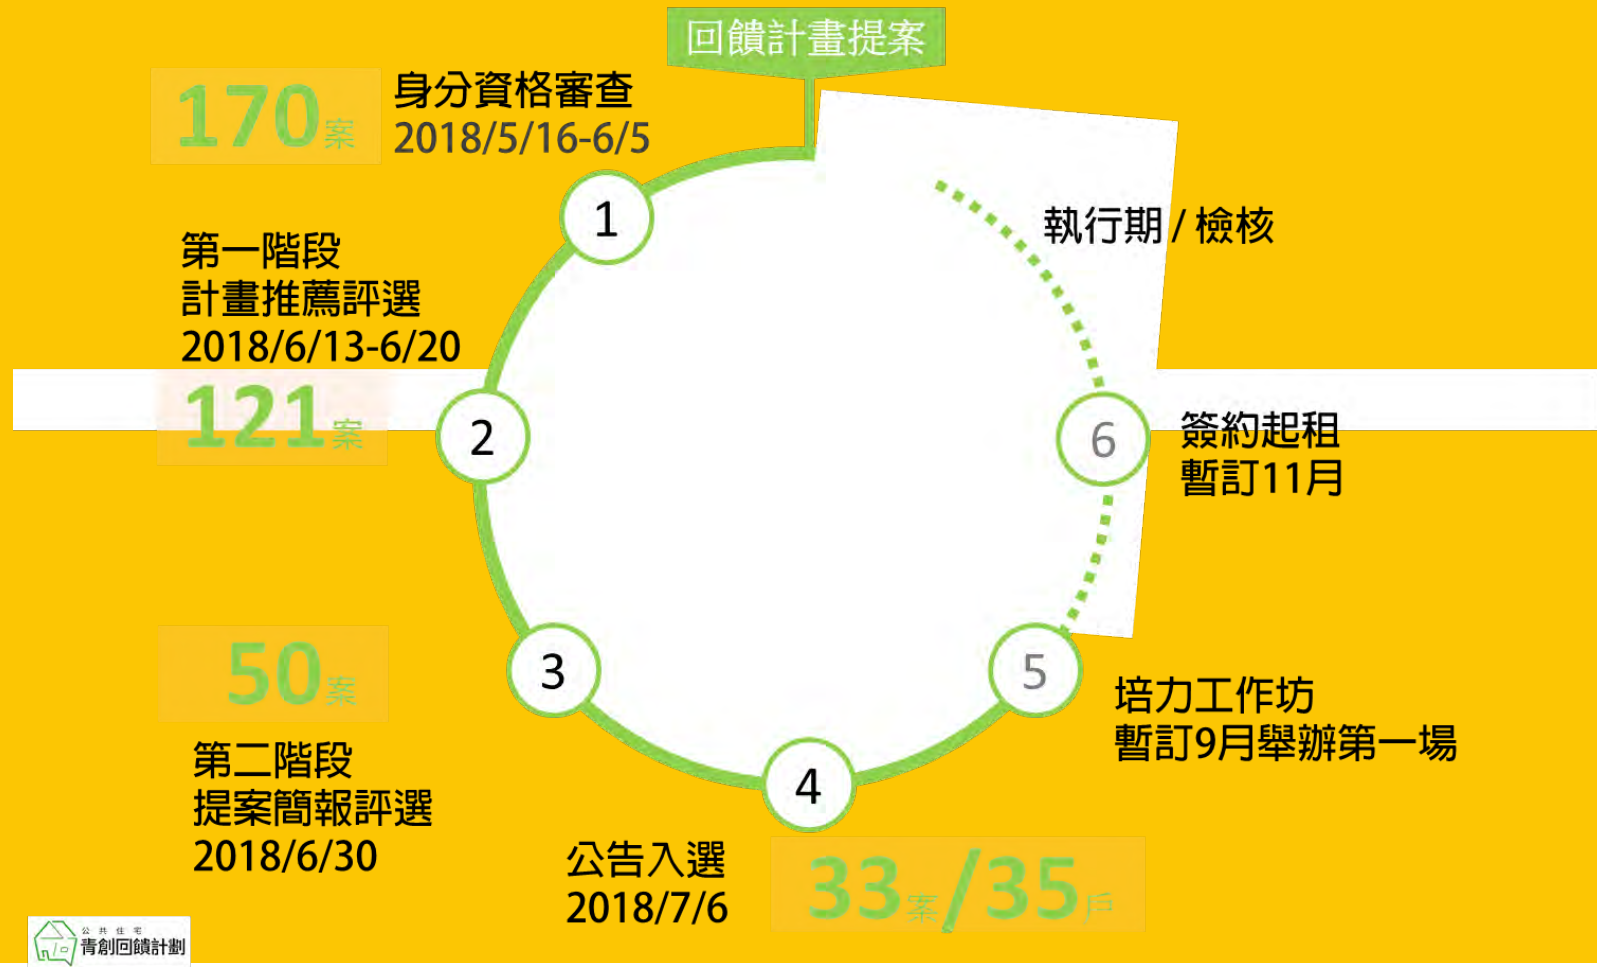 回饋計畫提案
170案
身分資格審查
2018/5/16-6/5
1
第一階段
計畫推薦評選
2018/6/13-6/20
121案
2
50案
3
第二階段
提案簡報評選
2018/6/30
4
公告入選
2018/7/6
33案/35戶
5
培力工作坊
暫訂9月舉辦第一場
6
簽約起租
暫訂11月
執行期 / 檢核
公共住宅
青創回饋計劃